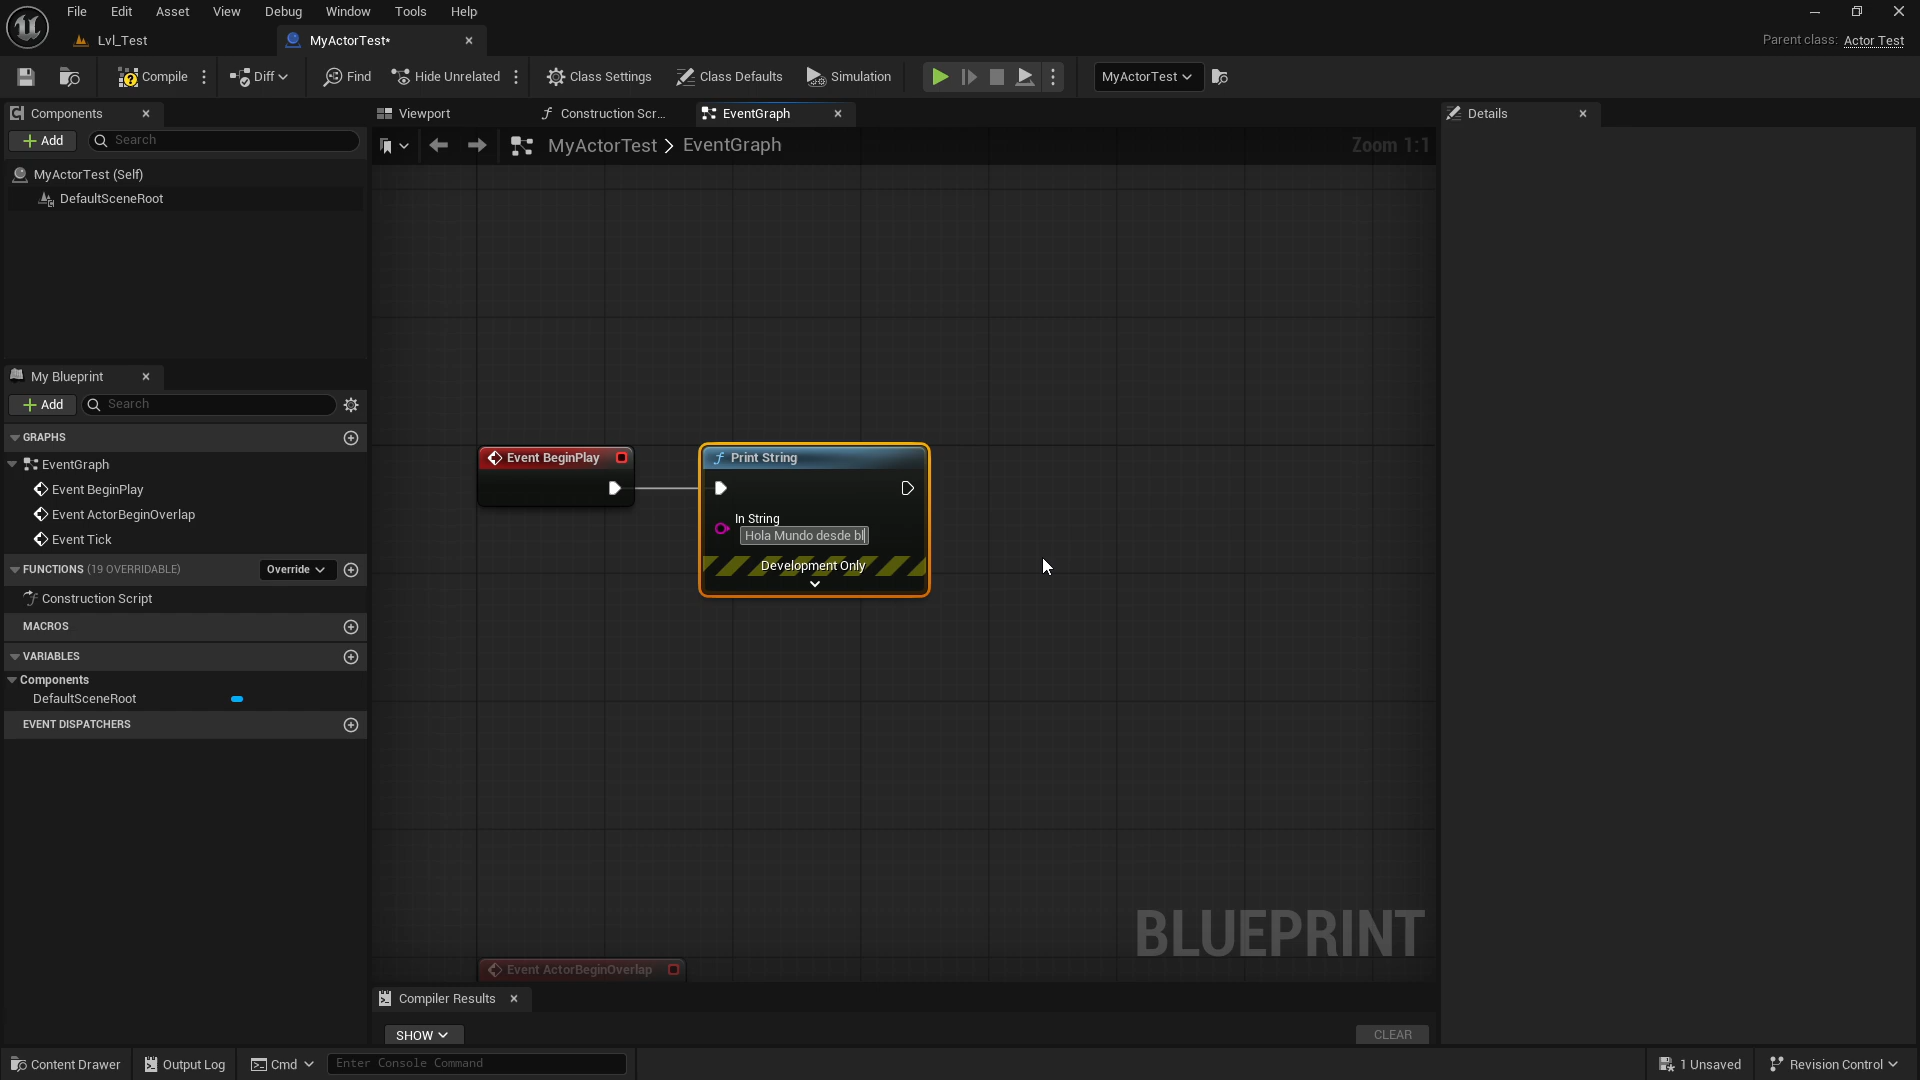 File Edit Asset View Debug Window Tools Help
Lvl_Test MyActorTest* Parent class: Actor Test
Compile Diff Find Hide Unrelated Class Settings Class Defaults Simulation MyActorTest
Components Viewport Construction Scr... EventGraph Details
Add Search MyActorTest EventGraph Zoom 1:1
MyActorTest (Self)
DefaultSceneRoot
My Blueprint
Add Search
GRAPHS
EventGraph
Event BeginPlay
Event ActorBeginOverlap
Event Tick
FUNCTIONS (19 OVERRIDABLE) Override
Construction Script
MACROS
VARIABLES
Components
DefaultSceneRoot
EVENT DISPATCHERS
Event BeginPlay Print String
In String
Hola Mundo desde bl
Development Only
BLUEPRINT
Event ActorBeginOverlap
Compiler Results
SHOW CLEAR
Content Drawer Output Log Cmd Enter Console Command 1 Unsaved Revision Control